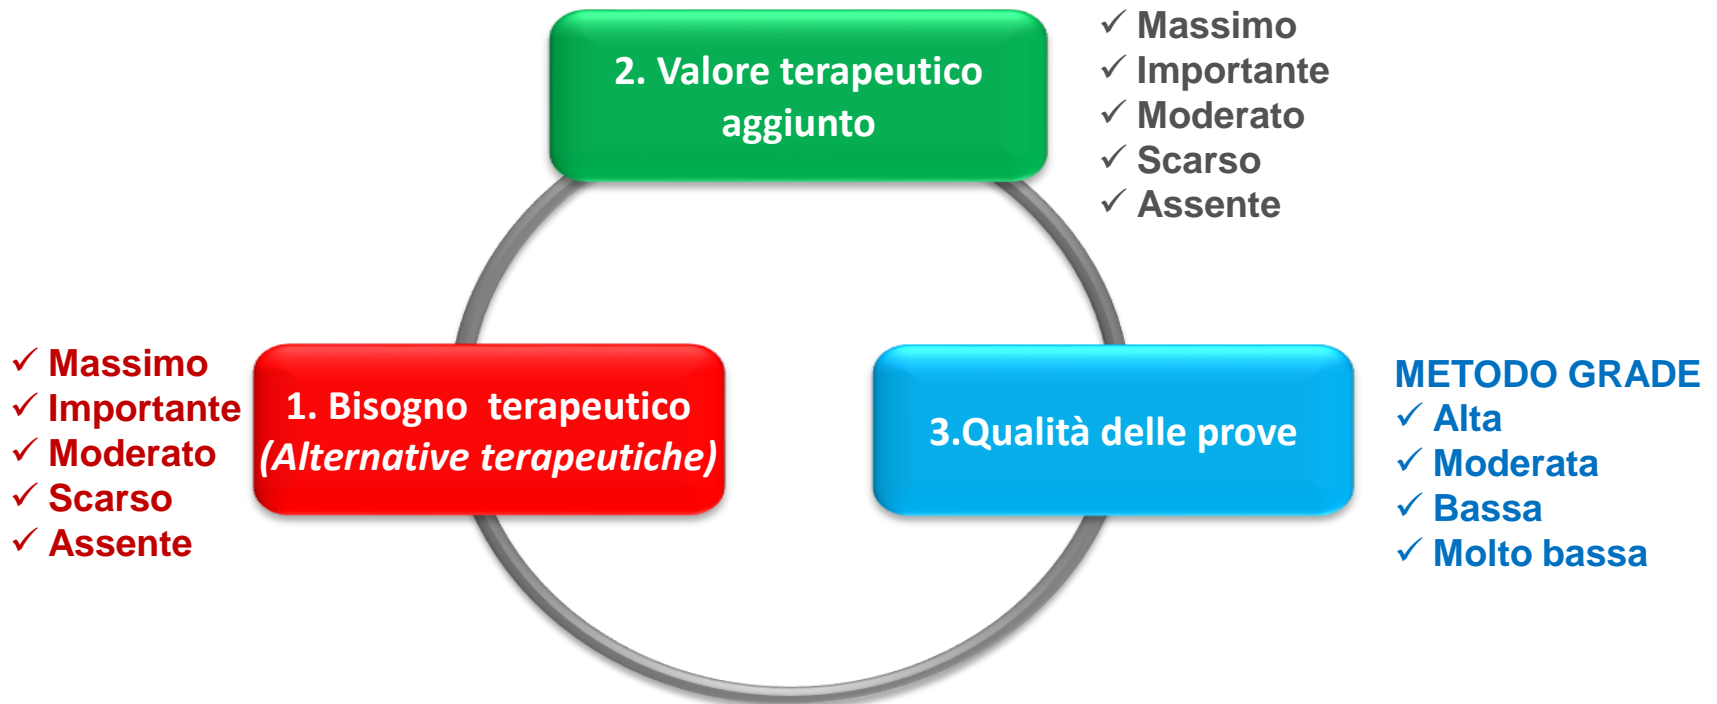 2. Valore terapeutico
aggiunto
✓ Massimo
✓ Importante
✓ Moderato
✓ Scarso
✓ Assente
✓ Massimo
✓ Importante
✓ Moderato
✓ Scarso
✓ Assente
1. Bisogno terapeutico
(Alternative terapeutiche)
3.Qualità delle prove
METODO GRADE
✓ Alta
✓ Moderata
✓ Bassa
✓ Molto bassa